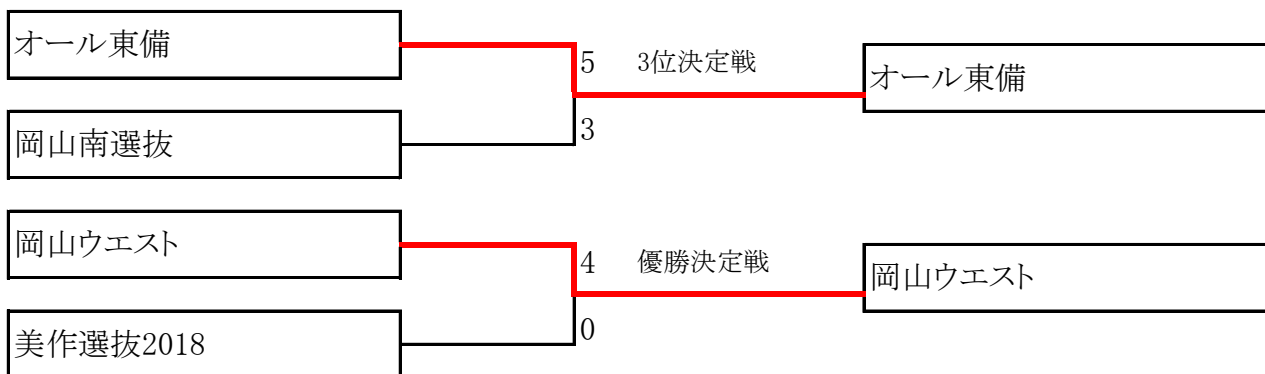 オール東備
5
3位決定戦
オール東備
岡山南選抜
3
岡山ウエスト
4
優勝決定戦
岡山ウエスト
美作選抜2018
0